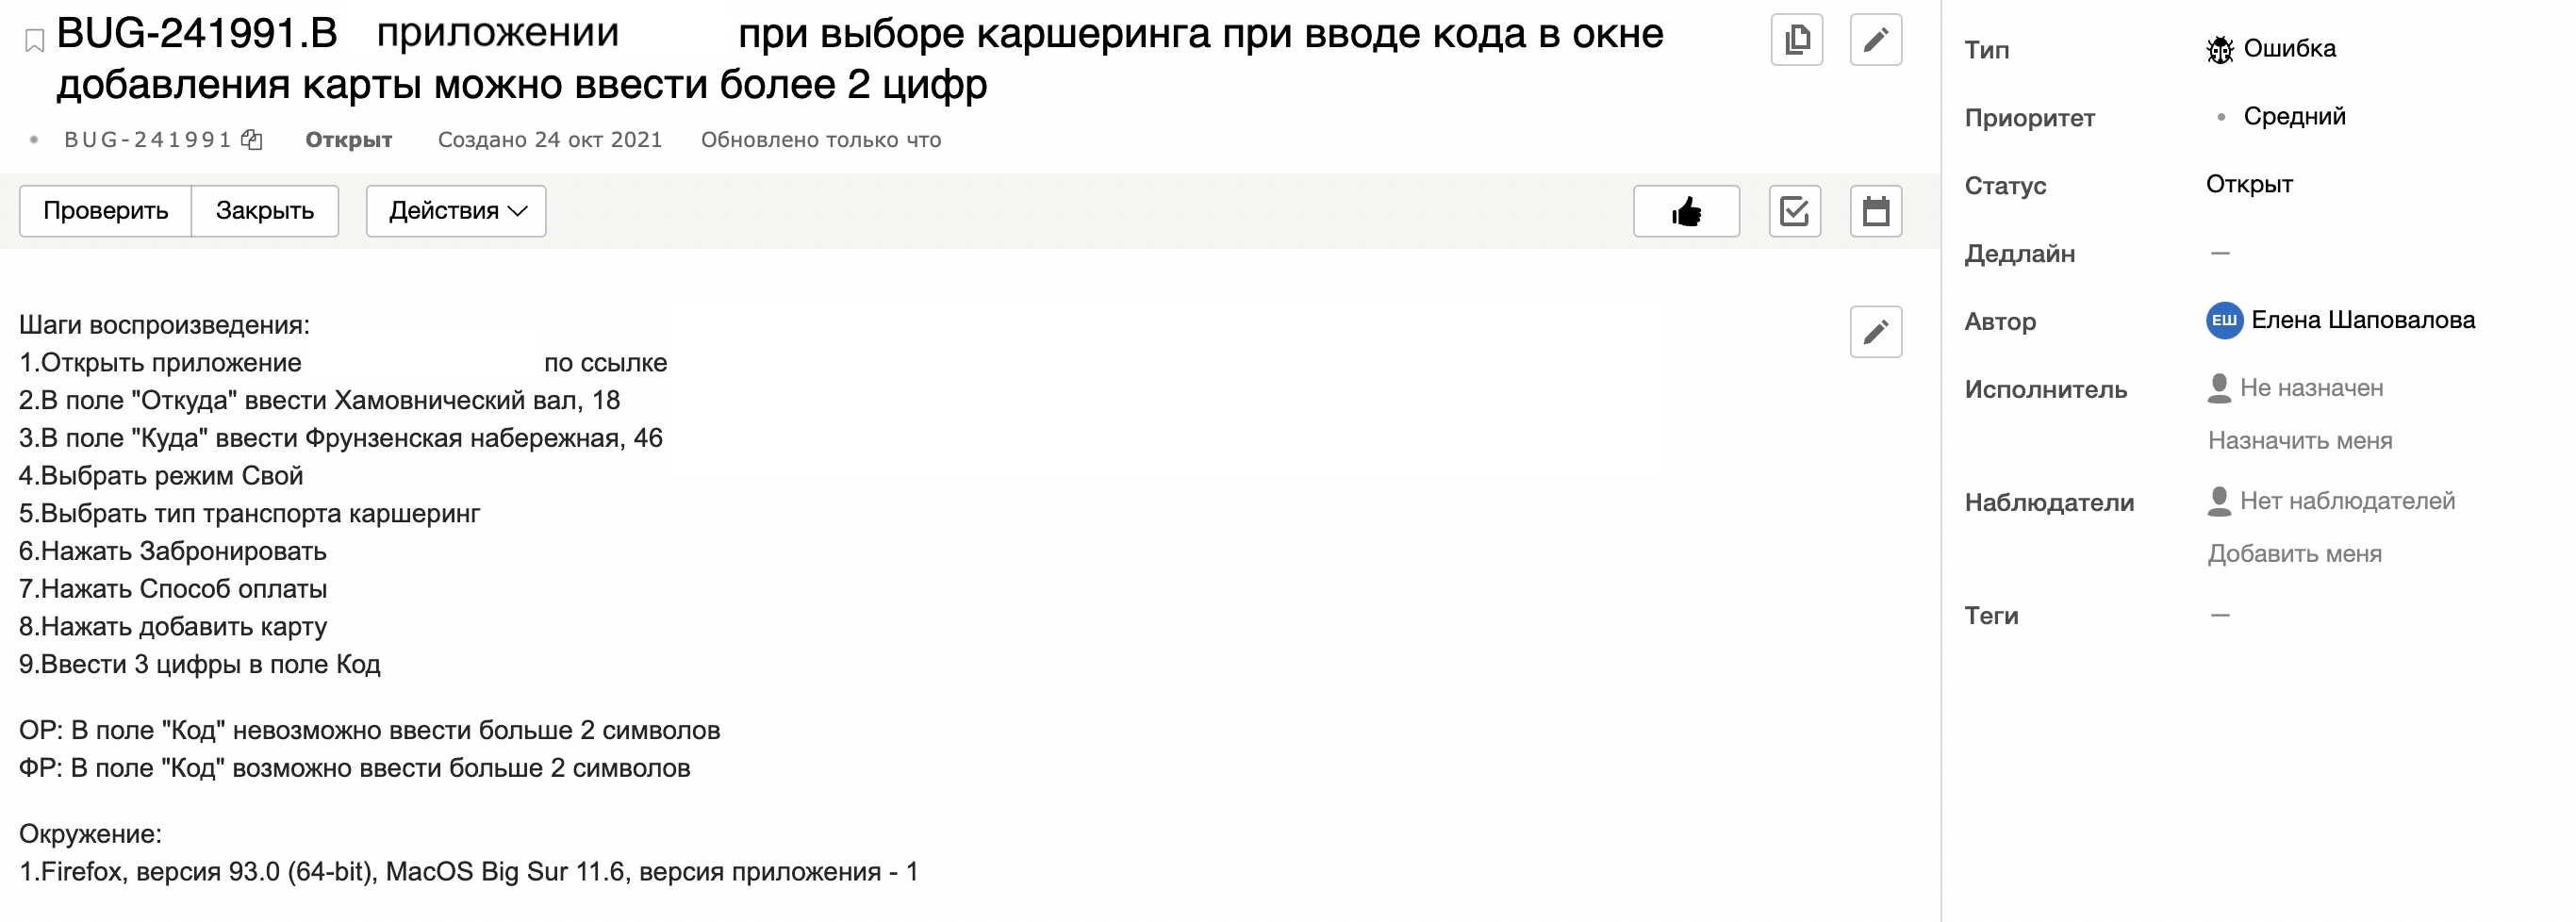 BUG-241991.В приложении при выборе каршеринга при вводе кода в окне
добавления карты можно ввести более 2 цифр
BUG-241991 Открыт Создано 24 окт 2021 Обновлено только что
Проверить Закрыть Действия
Шаги воспроизведения:
1.Открыть приложение по ссылке
2.В поле "Откуда" ввести Хамовнический вал, 18
3.В поле "Куда" ввести Фрунзенская набережная, 46
4.Выбрать режим Свой
5.Выбрать тип транспорта каршеринг
6.Нажать Забронировать
7.Нажать Способ оплаты
8.Нажать добавить карту
9.Ввести 3 цифры в поле Код
ОР: В поле "Код" невозможно ввести больше 2 символов
ФР: В поле "Код" возможно ввести больше 2 символов
Окружение:
1.Firefox, версия 93.0 (64-bit), MacOS Big Sur 11.6, версия приложения - 1
Тип Ошибка
Приоритет Средний
Статус Открыт
Дедлайн —
Автор ЕШ Елена Шаповалова
Исполнитель Не назначен
Назначить меня
Наблюдатели Нет наблюдателей
Добавить меня
Теги —